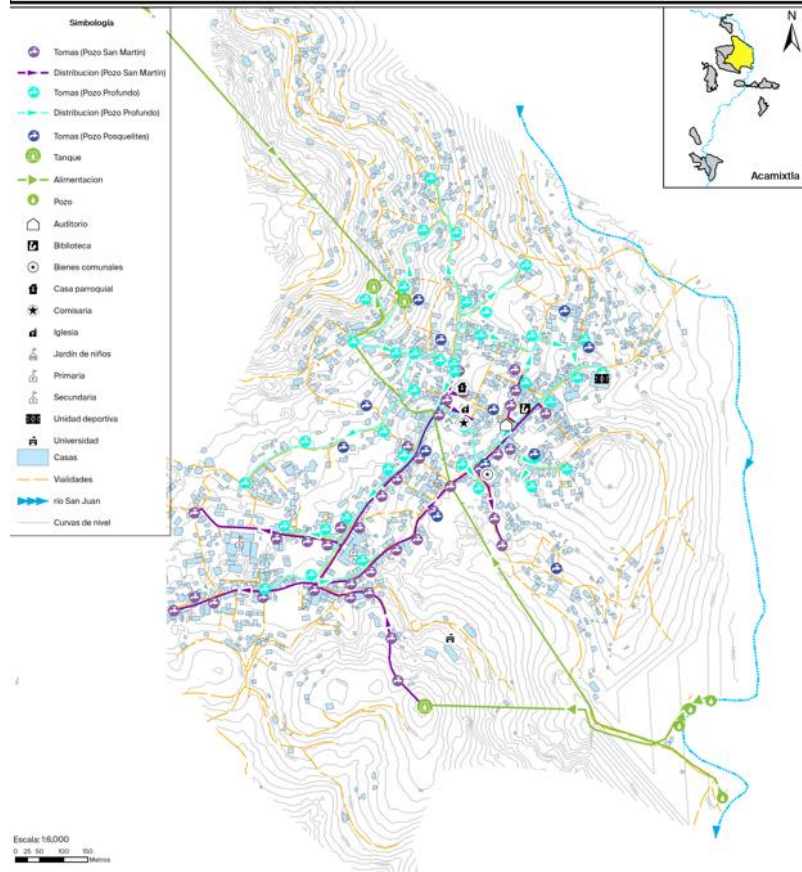 Simbología
Tomas (Pozo San Martín)
Distribucion (Pozo San Martín)
Tomas (Pozo Profundo)
Distribucion (Pozo Profundo)
Tomas (Pozo Posquelites)
Tanque
Alimentacion
Pozo
Auditorio
Biblioteca
Bienes comunales
Casa parroquial
Comisaria
Iglesia
Jardín de niños
Primaria
Secundaria
Unidad deportiva
Universidad
Casas
Vialidades
río San Juan
Curvas de nivel
N
Acamixtla
Escala: 1:6,000
0 25 50 100 150
Metros